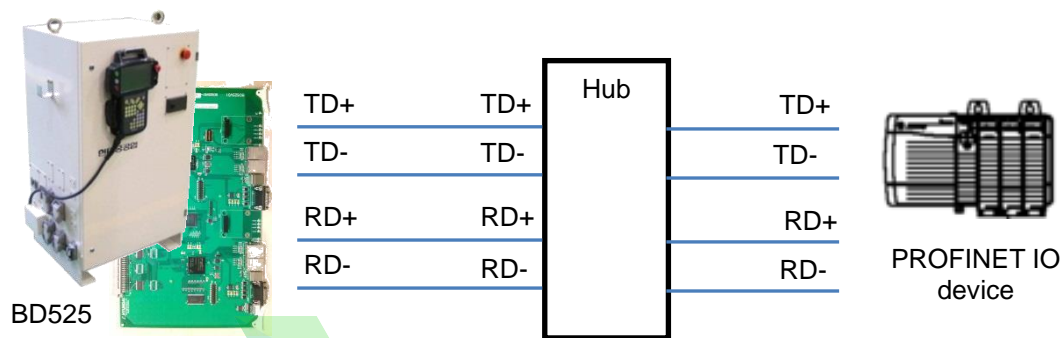 Hub
TD+ TD+ TD+
TD- TD- TD-
RD+ RD+ RD+
RD- RD- RD-
BD525
PROFINET IO
device